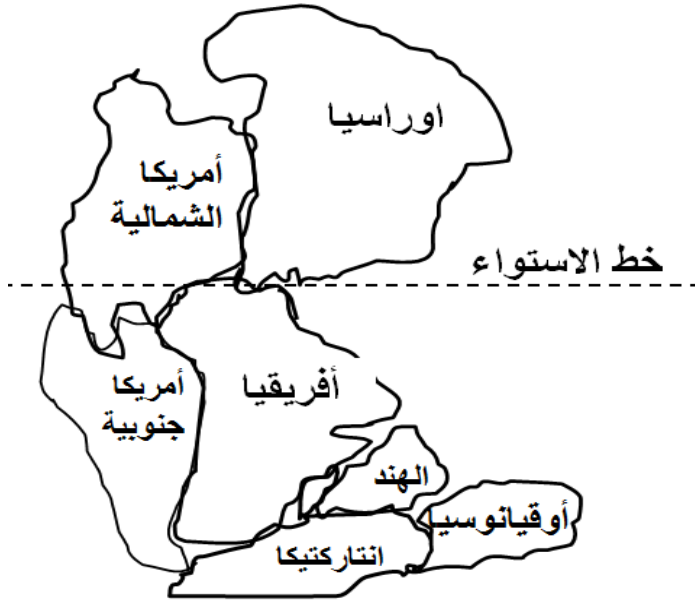 اوراسيا
أمريكا
الشمالية
خط الاستواء
أمريكا
جنوبية
أفريقيا
الهند
أوقيانوسيا
انتاركتيكا